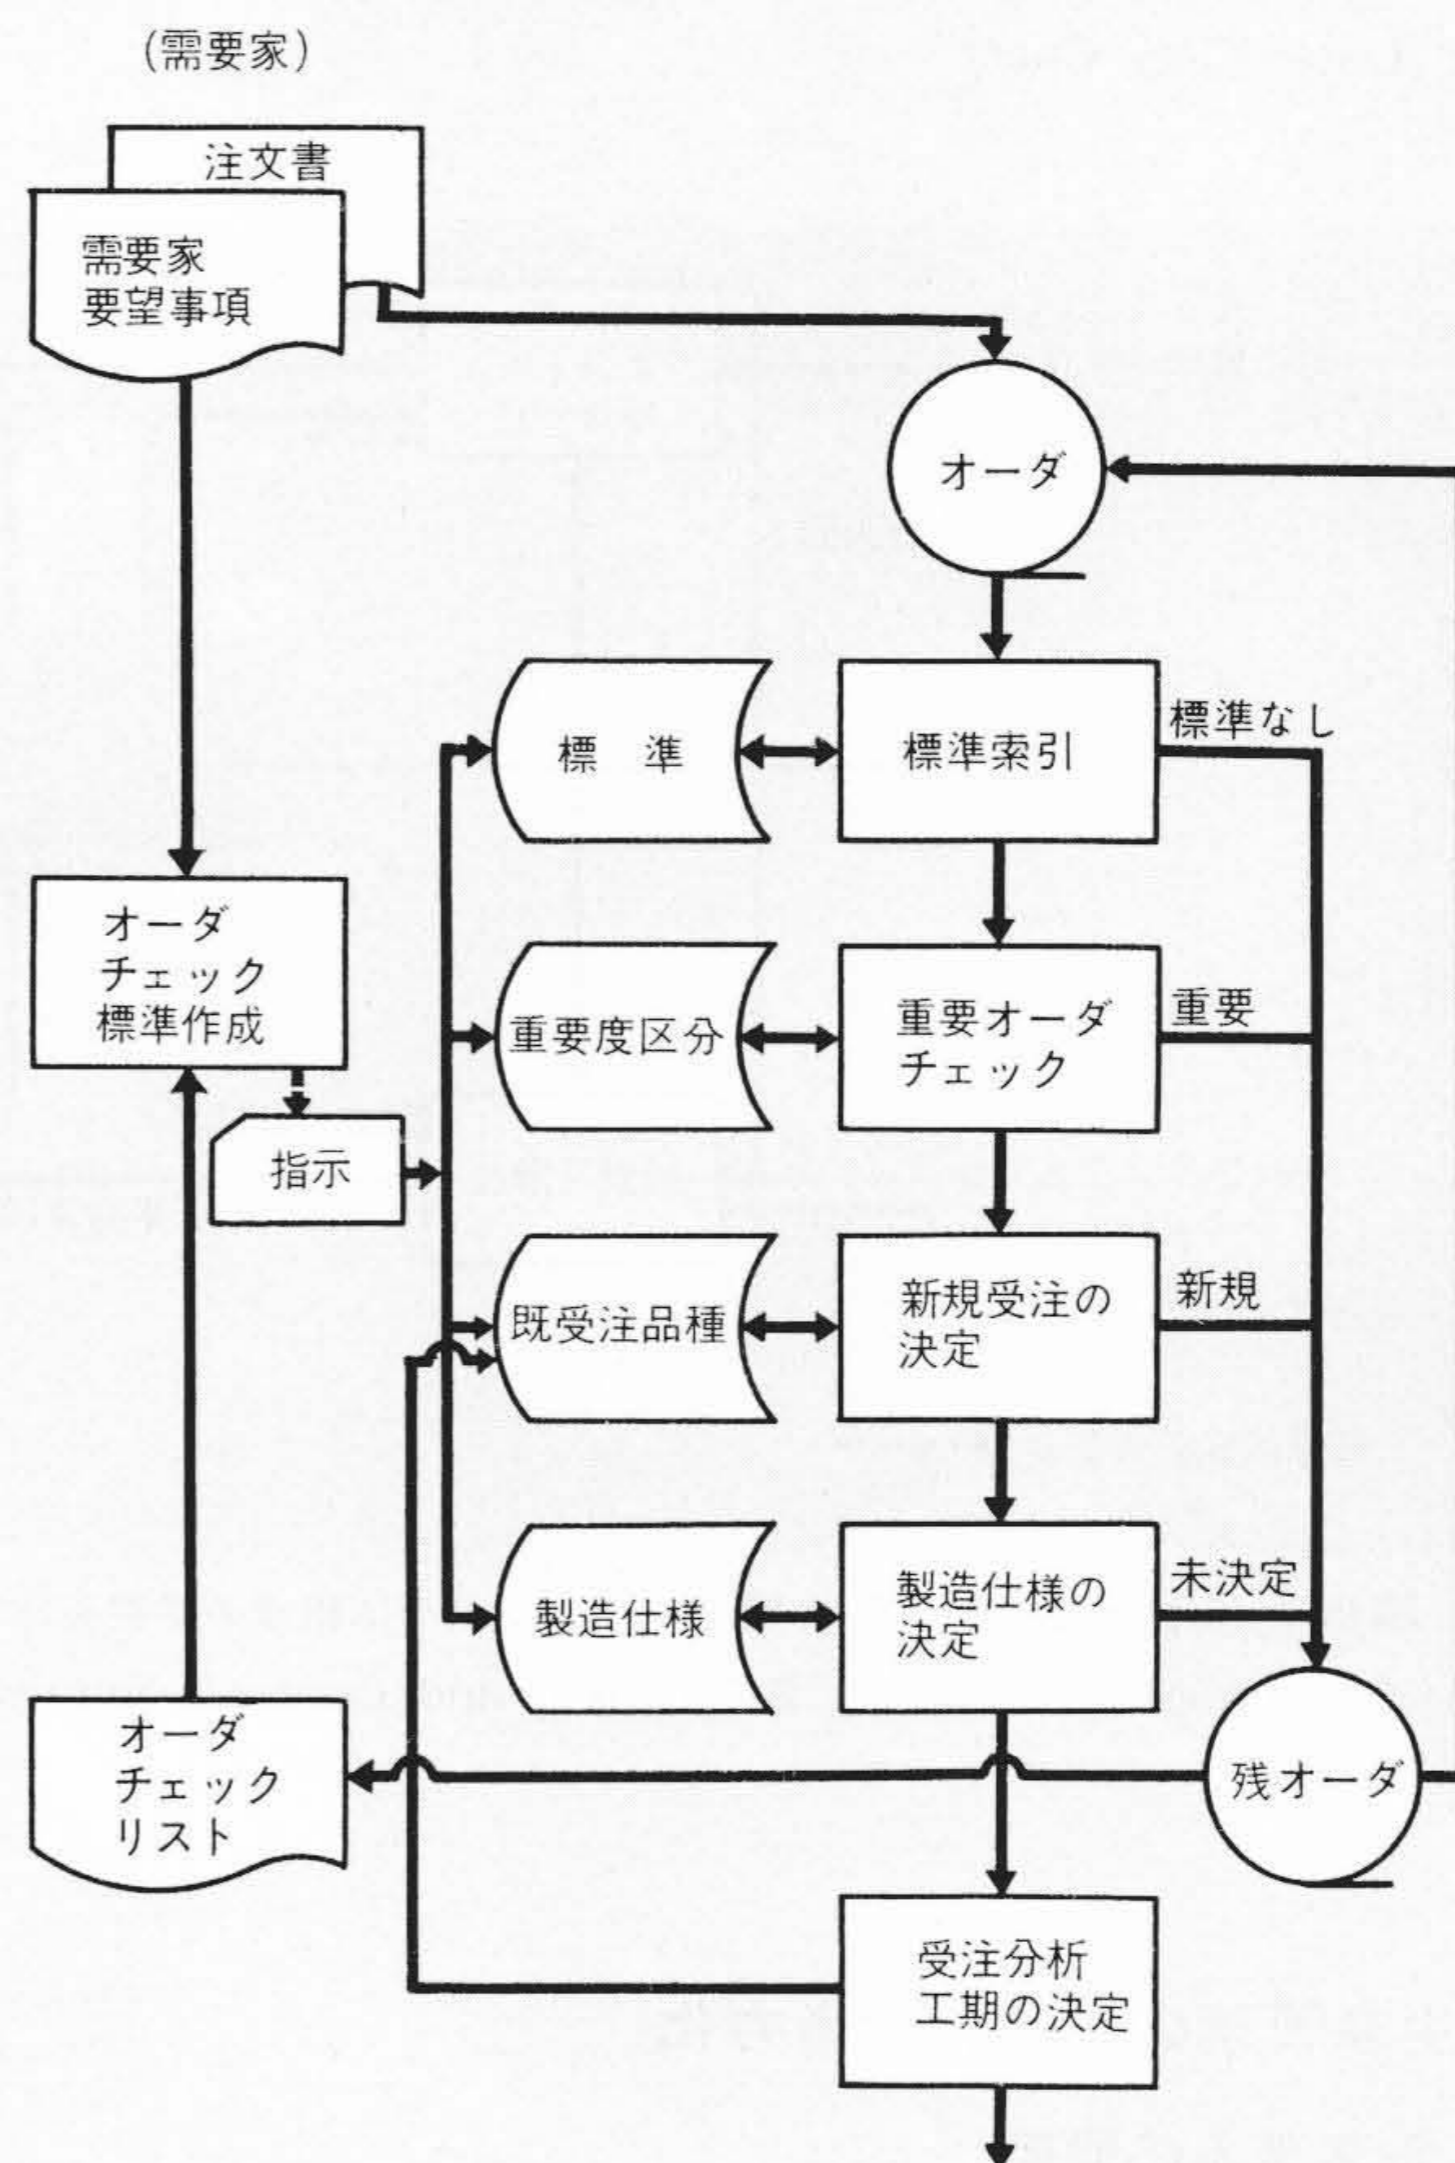 (需要家)
注文書
需要家
要望事項
オーダ
標 準
標準索引
標準なし
オーダ
チェック
標準作成
重要度区分
重要オーダ
チェック
重要
指示
既受注品種
新規受注の
決定
新規
製造仕様
製造仕様の
決定
未決定
オーダ
チェック
リスト
残オーダ
受注分析
工期の決定